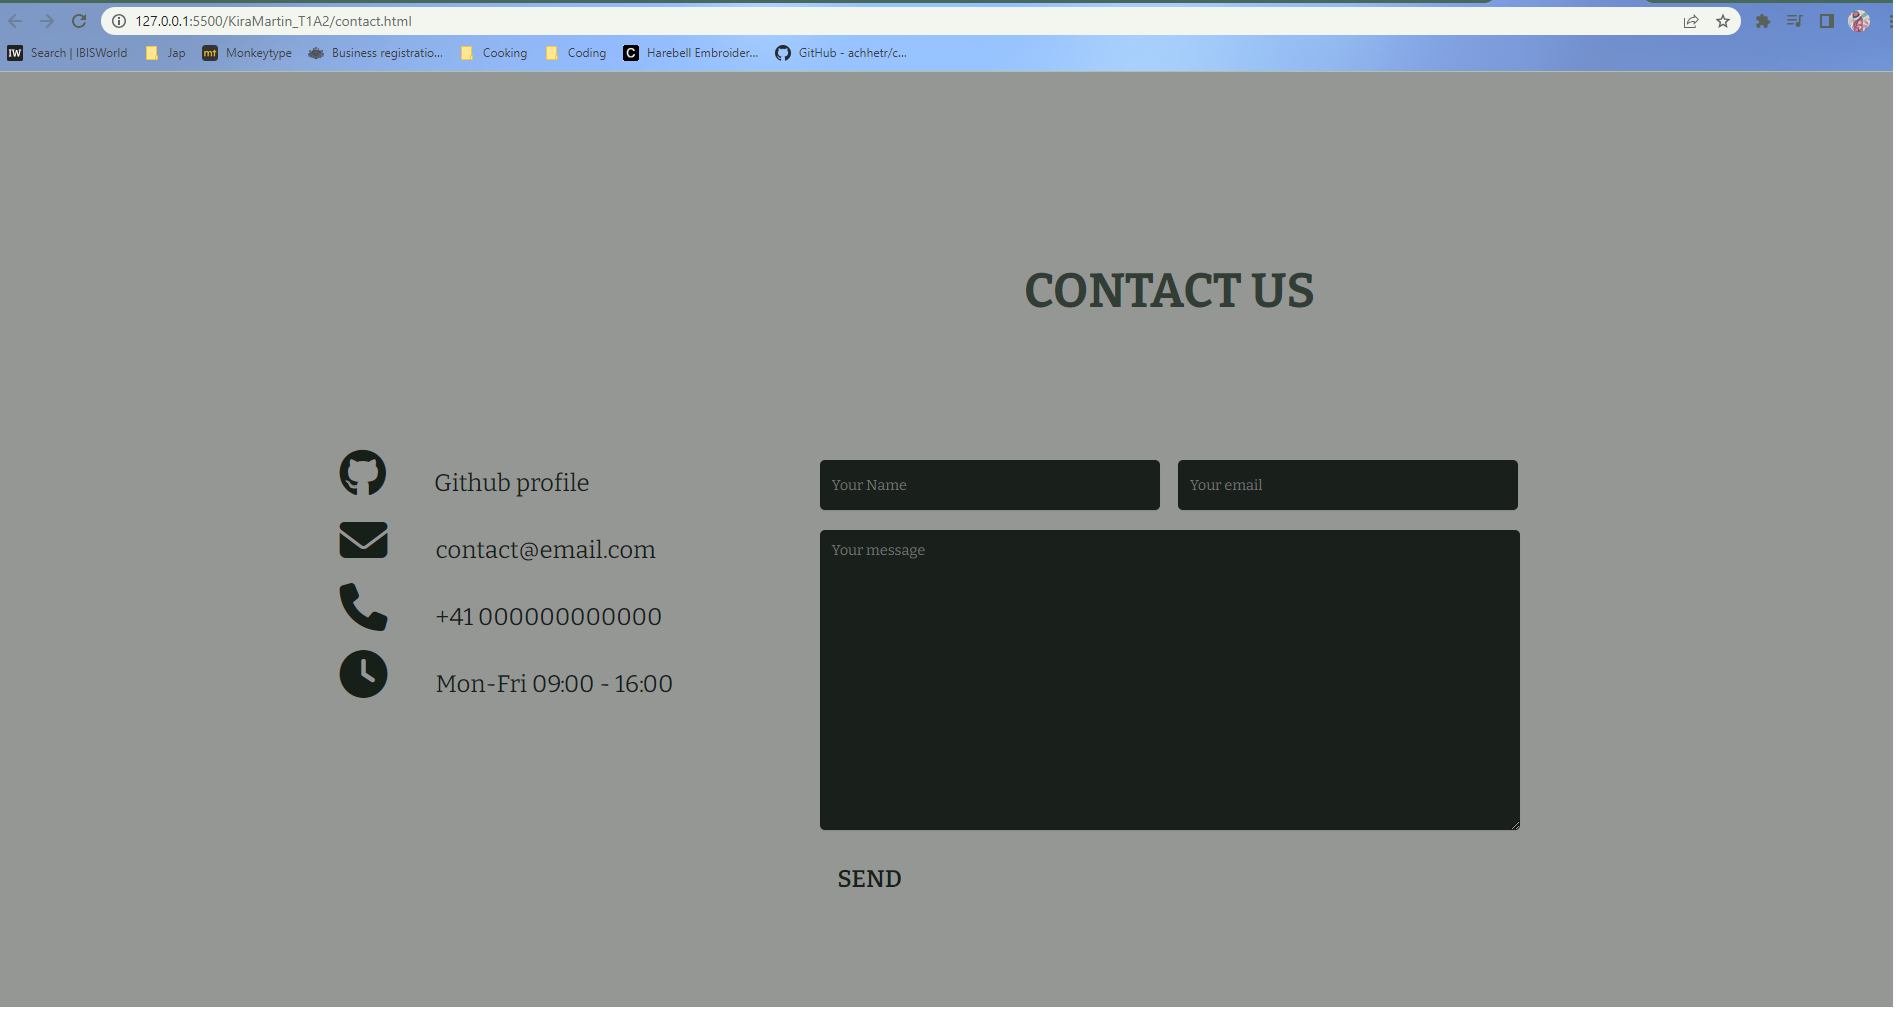 127.0.0.1:5500/KiraMartin_T1A2/contact.html
IW Search | IBISWorld Jap mt Monkeytype Business registratio... Cooking Coding C Harebell Embroider... GitHub - achhetr/c...
CONTACT US
Github profile
contact@email.com
+41 000000000000
Mon-Fri 09:00 - 16:00
Your Name Your email
Your message
SEND